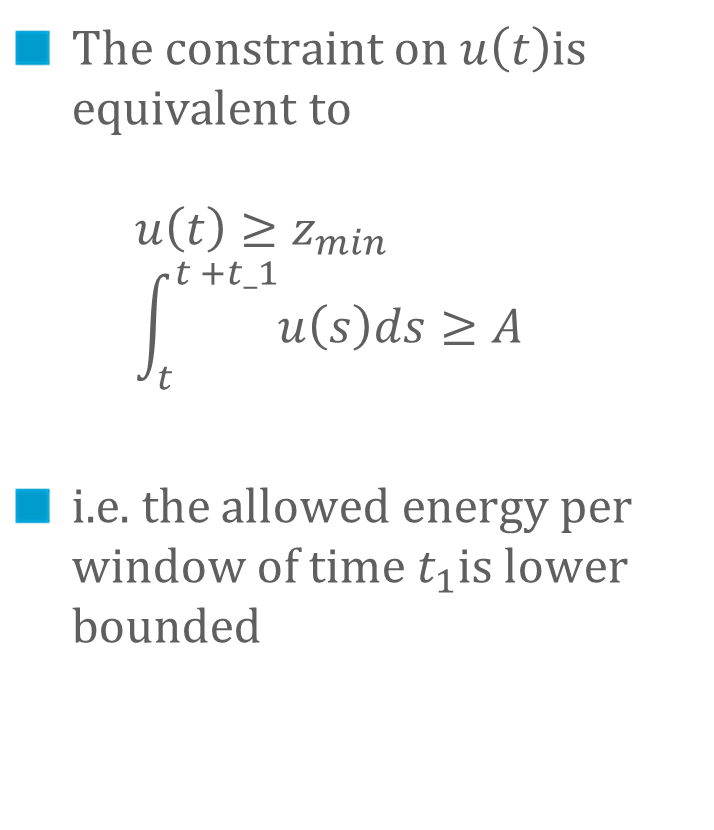 The constraint on u(t)is
equivalent to
u(t) ≥ z_min
∫_t^{t +t_1} u(s)ds ≥ A
i.e. the allowed energy per
window of time t₁is lower
bounded